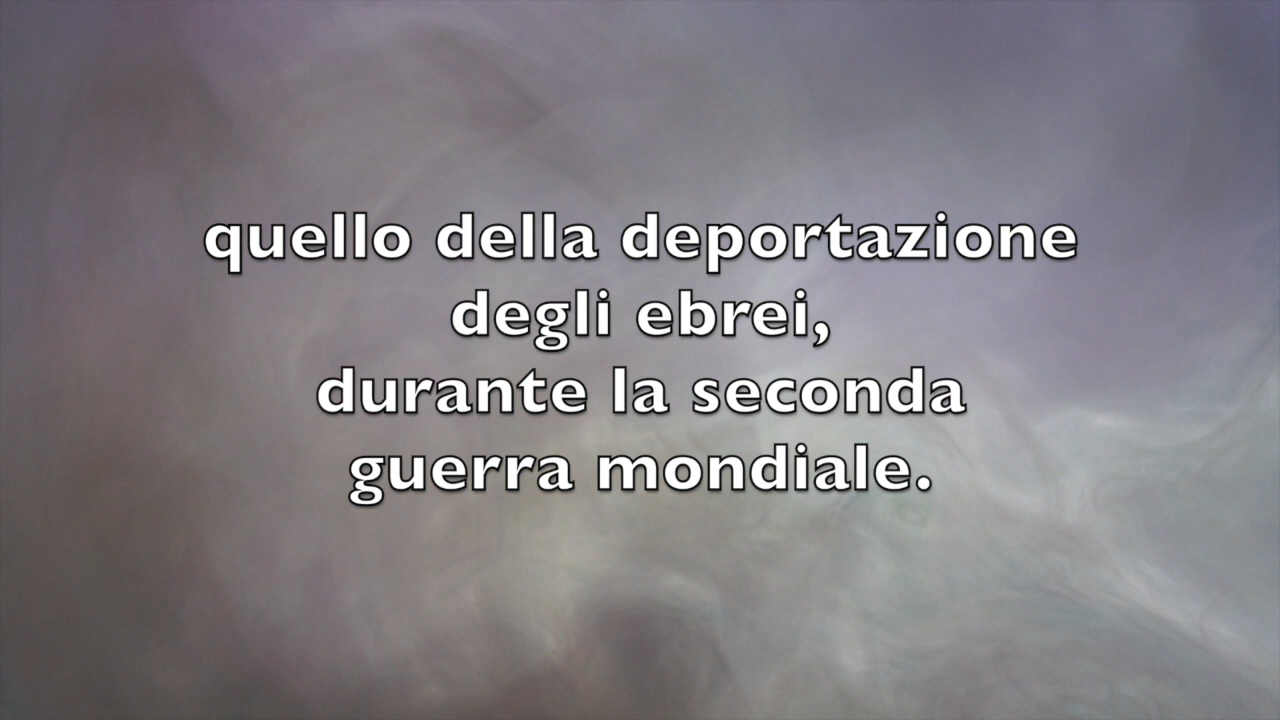 quello della deportazione
degli ebrei,
durante la seconda
guerra mondiale.